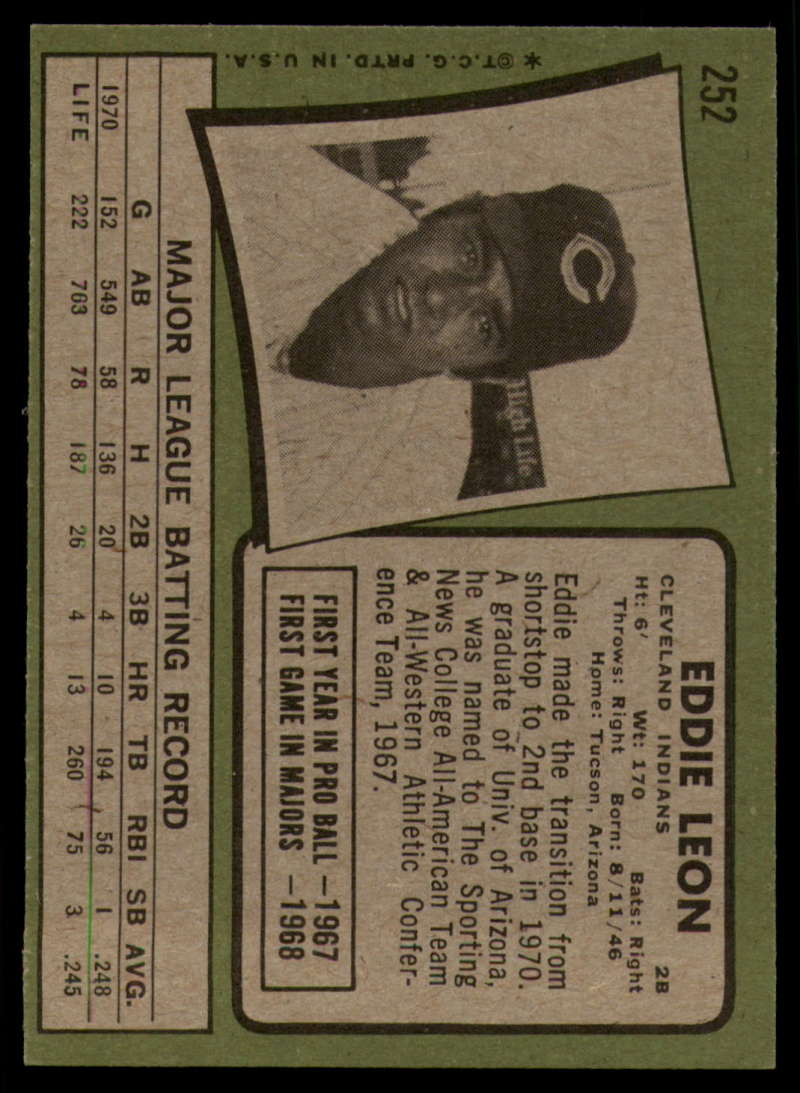 252
✶ ©T.C.G. PRTD. IN U.S.A.
High Life
EDDIE LEON
CLEVELAND INDIANS 2B
Ht: 6' Wt: 170 Bats: Right
Throws: Right Born: 8/11/46
Home: Tucson, Arizona
Eddie made the transition from
shortstop to 2nd base in 1970.
A graduate of Univ. of Arizona,
he was named to The Sporting
News College All-American Team
& All-Western Athletic Confer-
ence Team, 1967.
FIRST YEAR IN PRO BALL—1967
FIRST GAME IN MAJORS —1968
MAJOR LEAGUE BATTING RECORD
G AB R H 2B 3B HR TB RBI SB AVG.
1970 152 549 58 136 20 4 10 194 56 1 .248
LIFE 222 763 78 187 26 4 13 260 75 3 .245